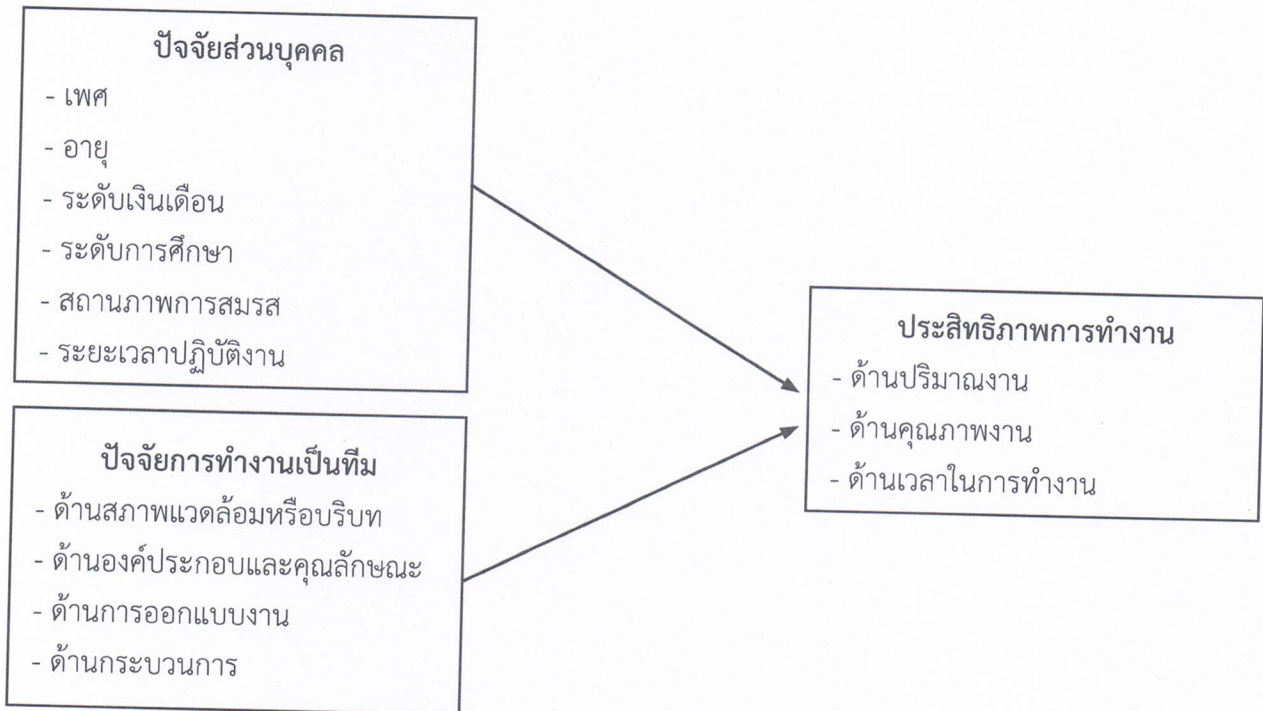 ปัจจัยส่วนบุคคล
- เพศ
- อายุ
- ระดับเงินเดือน
- ระดับการศึกษา
- สถานภาพการสมรส
- ระยะเวลาปฏิบัติงาน
ปัจจัยการทำงานเป็นทีม
- ด้านสภาพแวดล้อมหรือบริบท
- ด้านองค์ประกอบและคุณลักษณะ
- ด้านการออกแบบงาน
- ด้านกระบวนการ
ประสิทธิภาพการทำงาน
- ด้านปริมาณงาน
- ด้านคุณภาพงาน
- ด้านเวลาในการทำงาน